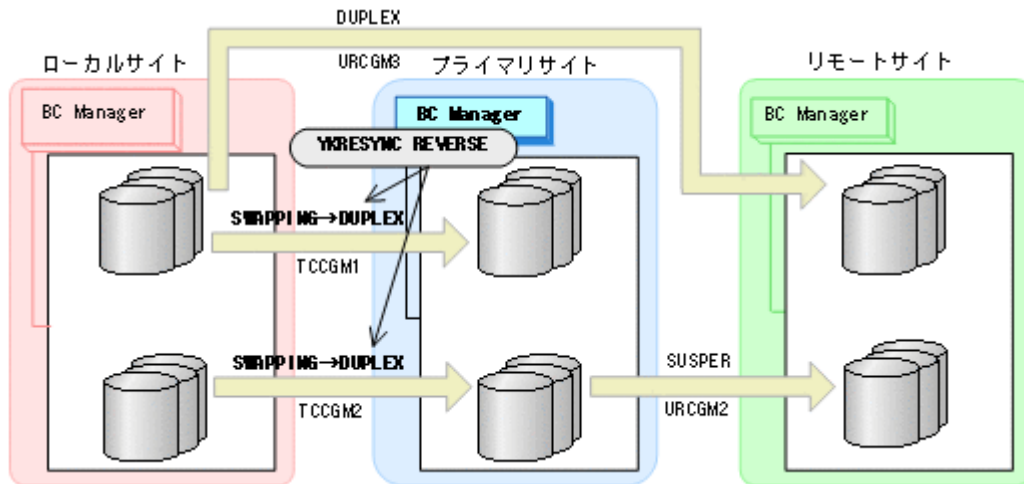 DUPLEX
URCGM3
ローカルサイト
プライマリサイト
リモートサイト
BC Manager
BC Manager
BC Manager
YKRESYNC REVERSE
SWAPPING→DUPLEX
TCCGM1
SWAPPING→DUPLEX
TCCGM2
SUSPER
URCGM2